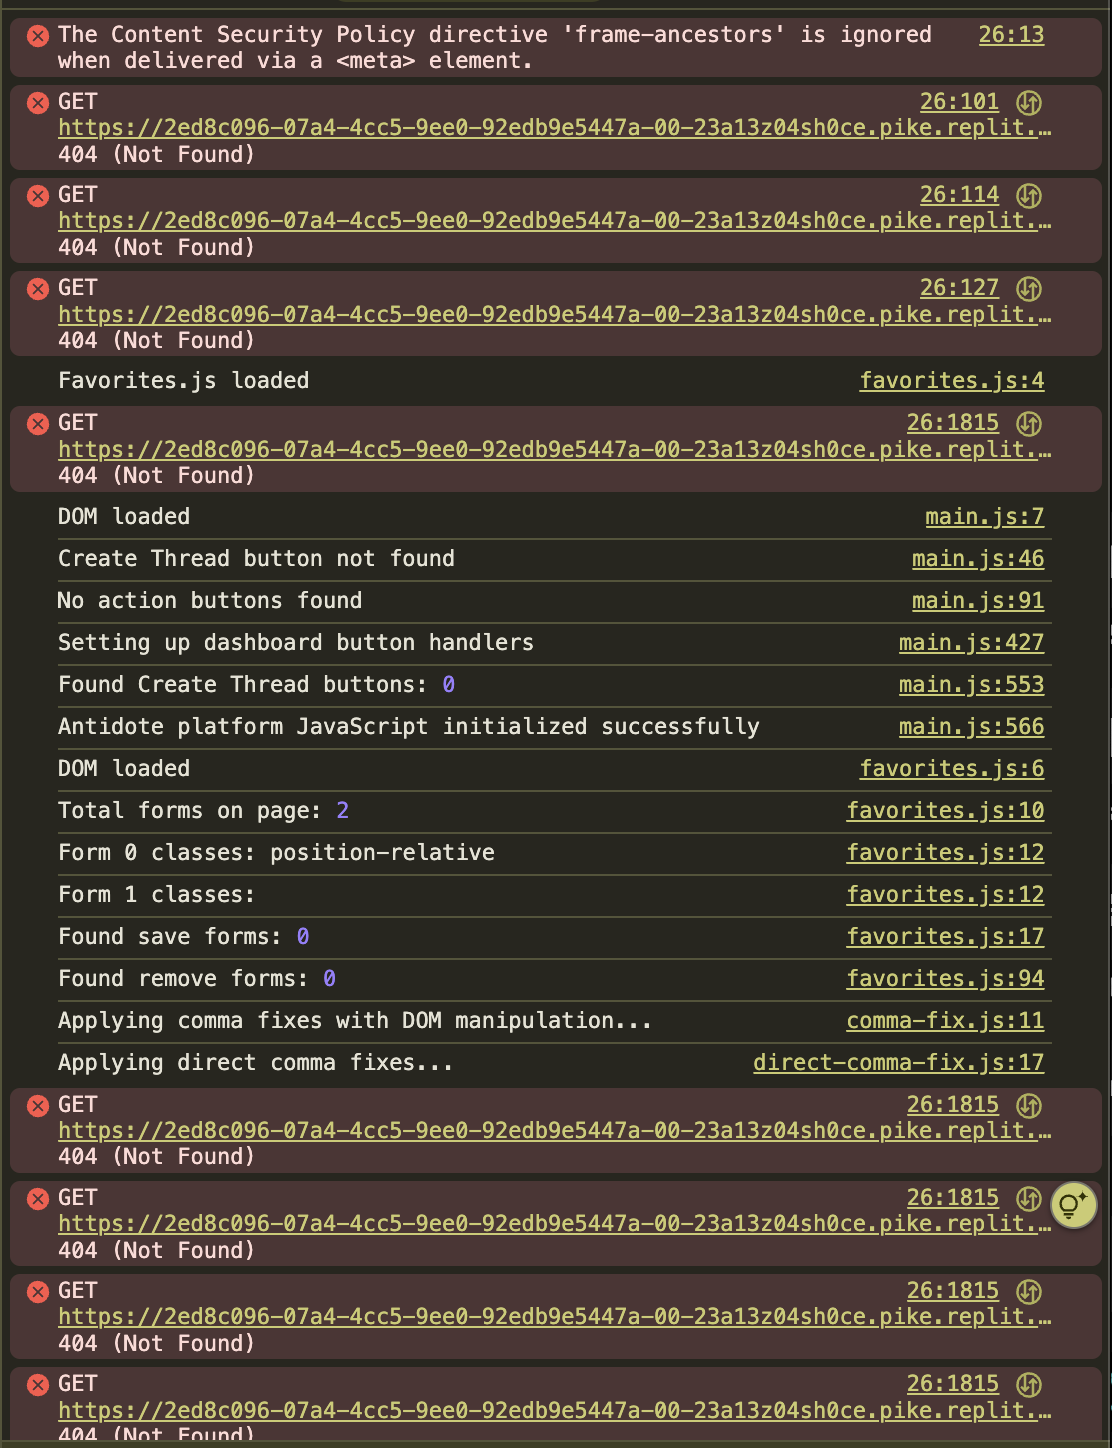 The Content Security Policy directive 'frame-ancestors' is ignored 26:13
when delivered via a <meta> element.
GET 26:101
https://2ed8c096-07a4-4cc5-9ee0-92edb9e5447a-00-23a13z04sh0ce.pike.replit.…
404 (Not Found)
GET 26:114
https://2ed8c096-07a4-4cc5-9ee0-92edb9e5447a-00-23a13z04sh0ce.pike.replit.…
404 (Not Found)
GET 26:127
https://2ed8c096-07a4-4cc5-9ee0-92edb9e5447a-00-23a13z04sh0ce.pike.replit.…
404 (Not Found)
Favorites.js loaded favorites.js:4
GET 26:1815
https://2ed8c096-07a4-4cc5-9ee0-92edb9e5447a-00-23a13z04sh0ce.pike.replit.…
404 (Not Found)
DOM loaded main.js:7
Create Thread button not found main.js:46
No action buttons found main.js:91
Setting up dashboard button handlers main.js:427
Found Create Thread buttons: 0 main.js:553
Antidote platform JavaScript initialized successfully main.js:566
DOM loaded favorites.js:6
Total forms on page: 2 favorites.js:10
Form 0 classes: position-relative favorites.js:12
Form 1 classes: favorites.js:12
Found save forms: 0 favorites.js:17
Found remove forms: 0 favorites.js:94
Applying comma fixes with DOM manipulation... comma-fix.js:11
Applying direct comma fixes... direct-comma-fix.js:17
GET 26:1815
https://2ed8c096-07a4-4cc5-9ee0-92edb9e5447a-00-23a13z04sh0ce.pike.replit.…
404 (Not Found)
GET 26:1815
https://2ed8c096-07a4-4cc5-9ee0-92edb9e5447a-00-23a13z04sh0ce.pike.replit.…
404 (Not Found)
GET 26:1815
https://2ed8c096-07a4-4cc5-9ee0-92edb9e5447a-00-23a13z04sh0ce.pike.replit.…
404 (Not Found)
GET 26:1815
https://2ed8c096-07a4-4cc5-9ee0-92edb9e5447a-00-23a13z04sh0ce.pike.replit.…
404 (Not Found)